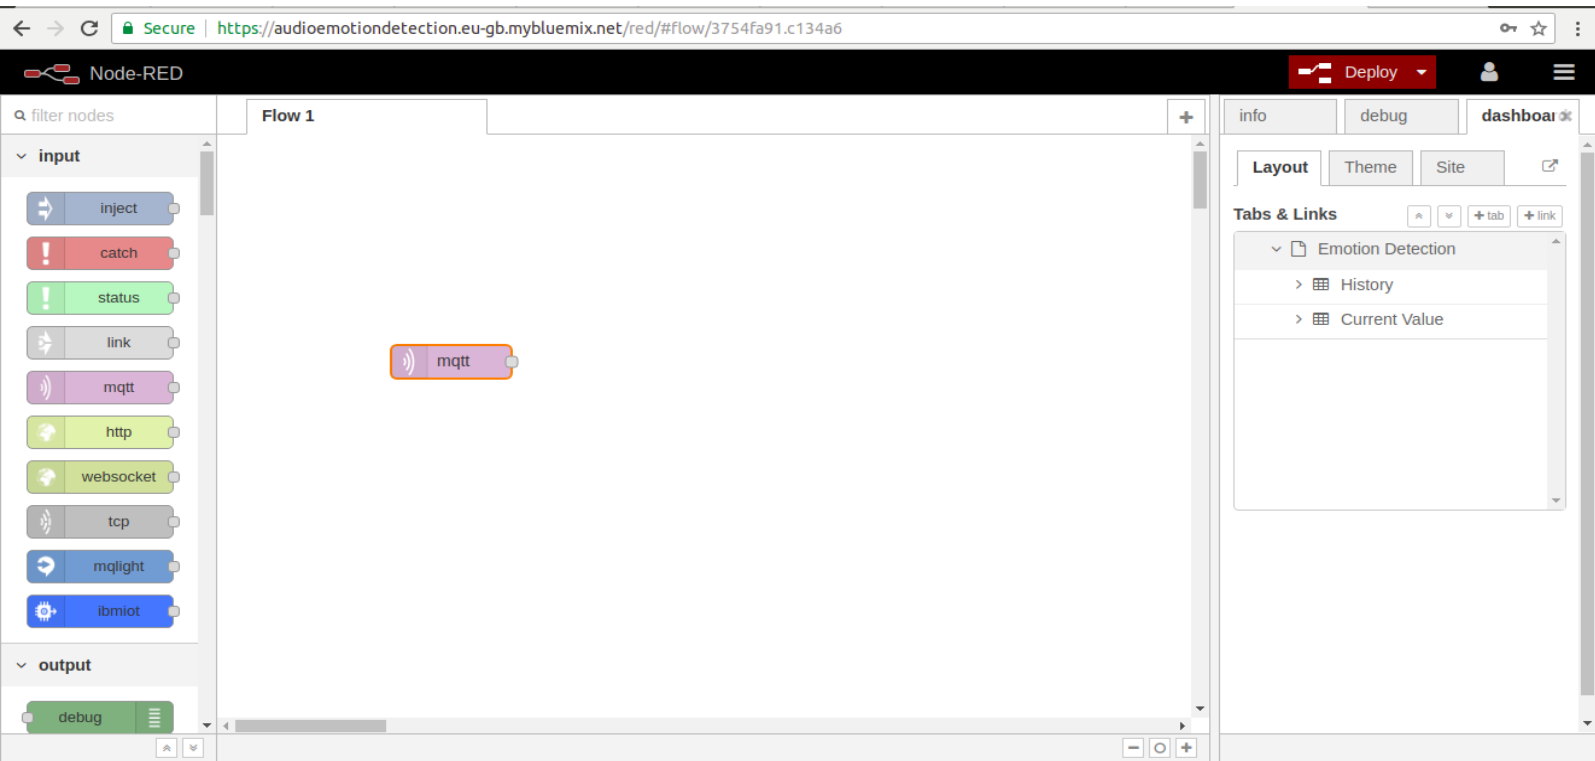 Secure https://audioemotiondetection.eu-gb.mybluemix.net/red/#flow/3754fa91.c134a6
Node-RED
Deploy
filter nodes
Flow 1
+
info
debug
dashboar
input
inject
catch
status
link
mqtt
http
websocket
tcp
mqlight
ibmiot
output
debug
mqtt
Layout
Theme
Site
Tabs & Links
+ tab
+ link
Emotion Detection
History
Current Value